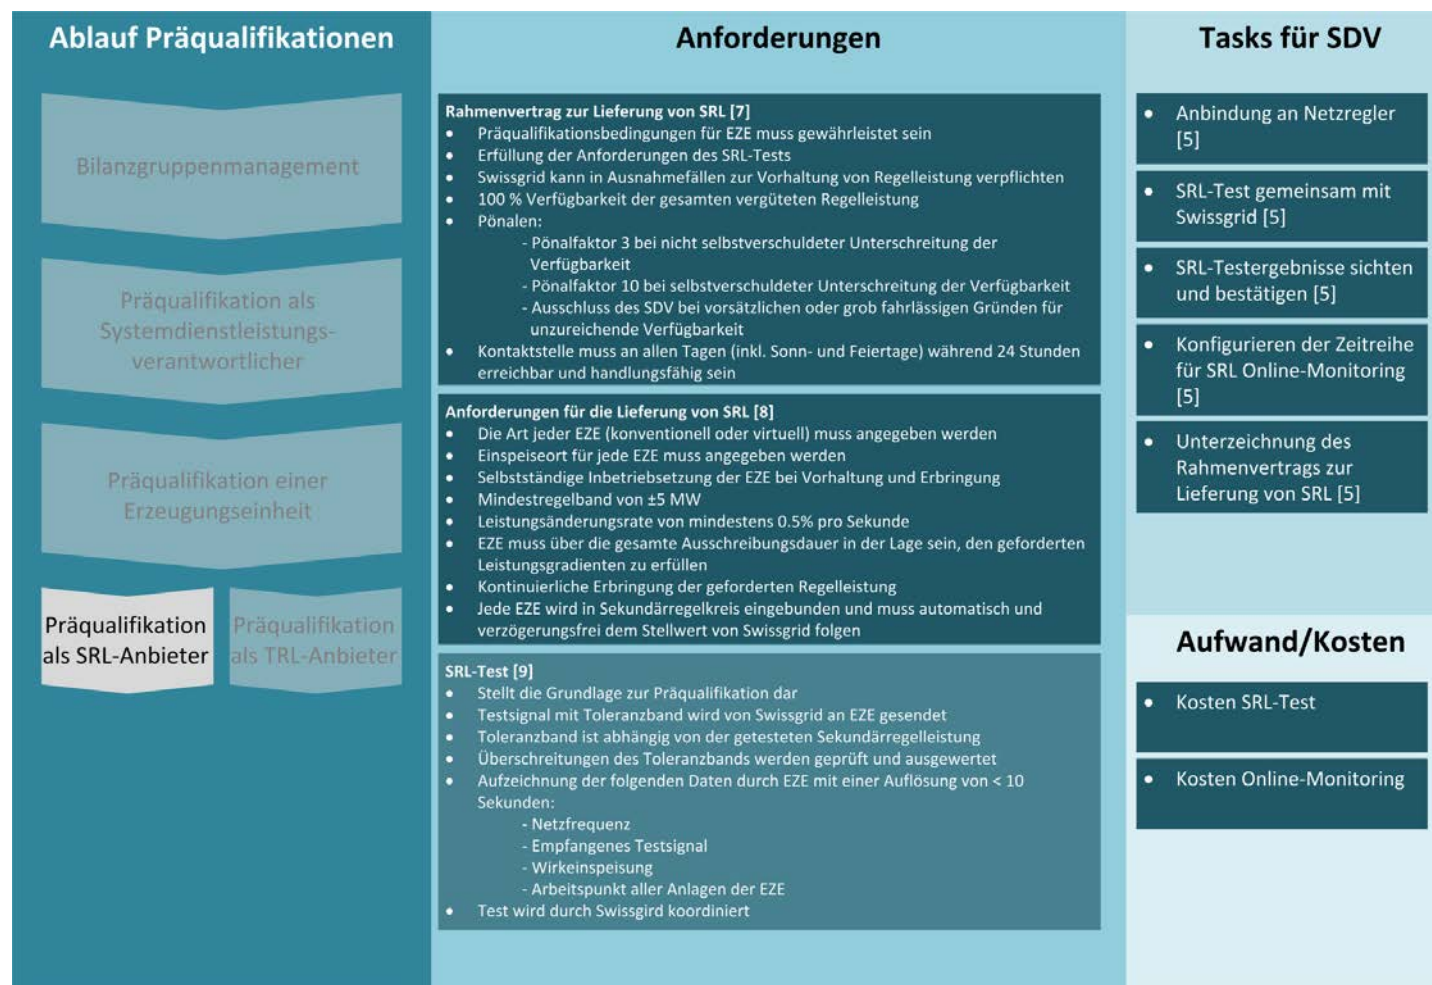 Ablauf Präqualifikationen
Bilanzgruppenmanagement
Präqualifikation als
Systemdienstleistungs-
verantwortlicher
Präqualifikation einer
Erzeugungseinheit
Präqualifikation
als SRL-Anbieter
Präqualifikation
als TRL-Anbieter
Anforderungen
Rahmenvertrag zur Lieferung von SRL [7]
• Präqualifikationsbedingungen für EZE muss gewährleistet sein
• Erfüllung der Anforderungen des SRL-Tests
• Swissgrid kann in Ausnahmefällen zur Vorhaltung von Regelleistung verpflichten
• 100 % Verfügbarkeit der gesamten vergüteten Regelleistung
• Pönalen:
- Pönalfaktor 3 bei nicht selbstverschuldeter Unterschreitung der
Verfügbarkeit
- Pönalfaktor 10 bei selbstverschuldeter Unterschreitung der Verfügbarkeit
- Ausschluss des SDV bei vorsätzlichen oder grob fahrlässigen Gründen für
unzureichende Verfügbarkeit
• Kontaktstelle muss an allen Tagen (inkl. Sonn- und Feiertage) während 24 Stunden
erreichbar und handlungsfähig sein
Anforderungen für die Lieferung von SRL [8]
• Die Art jeder EZE (konventionell oder virtuell) muss angegeben werden
• Einspeiseort für jede EZE muss angegeben werden
• Selbstständige Inbetriebsetzung der EZE bei Vorhaltung und Erbringung
• Mindestregelband von ±5 MW
• Leistungsänderungsrate von mindestens 0.5% pro Sekunde
• EZE muss über die gesamte Ausschreibungsdauer in der Lage sein, den geforderten
Leistungsgradienten zu erfüllen
• Kontinuierliche Erbringung der geforderten Regelleistung
• Jede EZE wird in Sekundärregelkreis eingebunden und muss automatisch und
verzögerungsfrei dem Stellwert von Swissgrid folgen
SRL-Test [9]
• Stellt die Grundlage zur Präqualifikation dar
• Testsignal mit Toleranzband wird von Swissgrid an EZE gesendet
• Toleranzband ist abhängig von der getesteten Sekundärregelleistung
• Überschreitungen des Toleranzbands werden geprüft und ausgewertet
• Aufzeichnung der folgenden Daten durch EZE mit einer Auflösung von < 10
Sekunden:
- Netzfrequenz
- Empfangenes Testsignal
- Wirkeinspeisung
- Arbeitspunkt aller Anlagen der EZE
• Test wird durch Swissgird koordiniert
Tasks für SDV
• Anbindung an Netzregler
[5]
• SRL-Test gemeinsam mit
Swissgrid [5]
• SRL-Testergebnisse sichten
und bestätigen [5]
• Konfigurieren der Zeitreihe
für SRL Online-Monitoring
[5]
• Unterzeichnung des
Rahmenvertrags zur
Lieferung von SRL [5]
Aufwand/Kosten
• Kosten SRL-Test
• Kosten Online-Monitoring